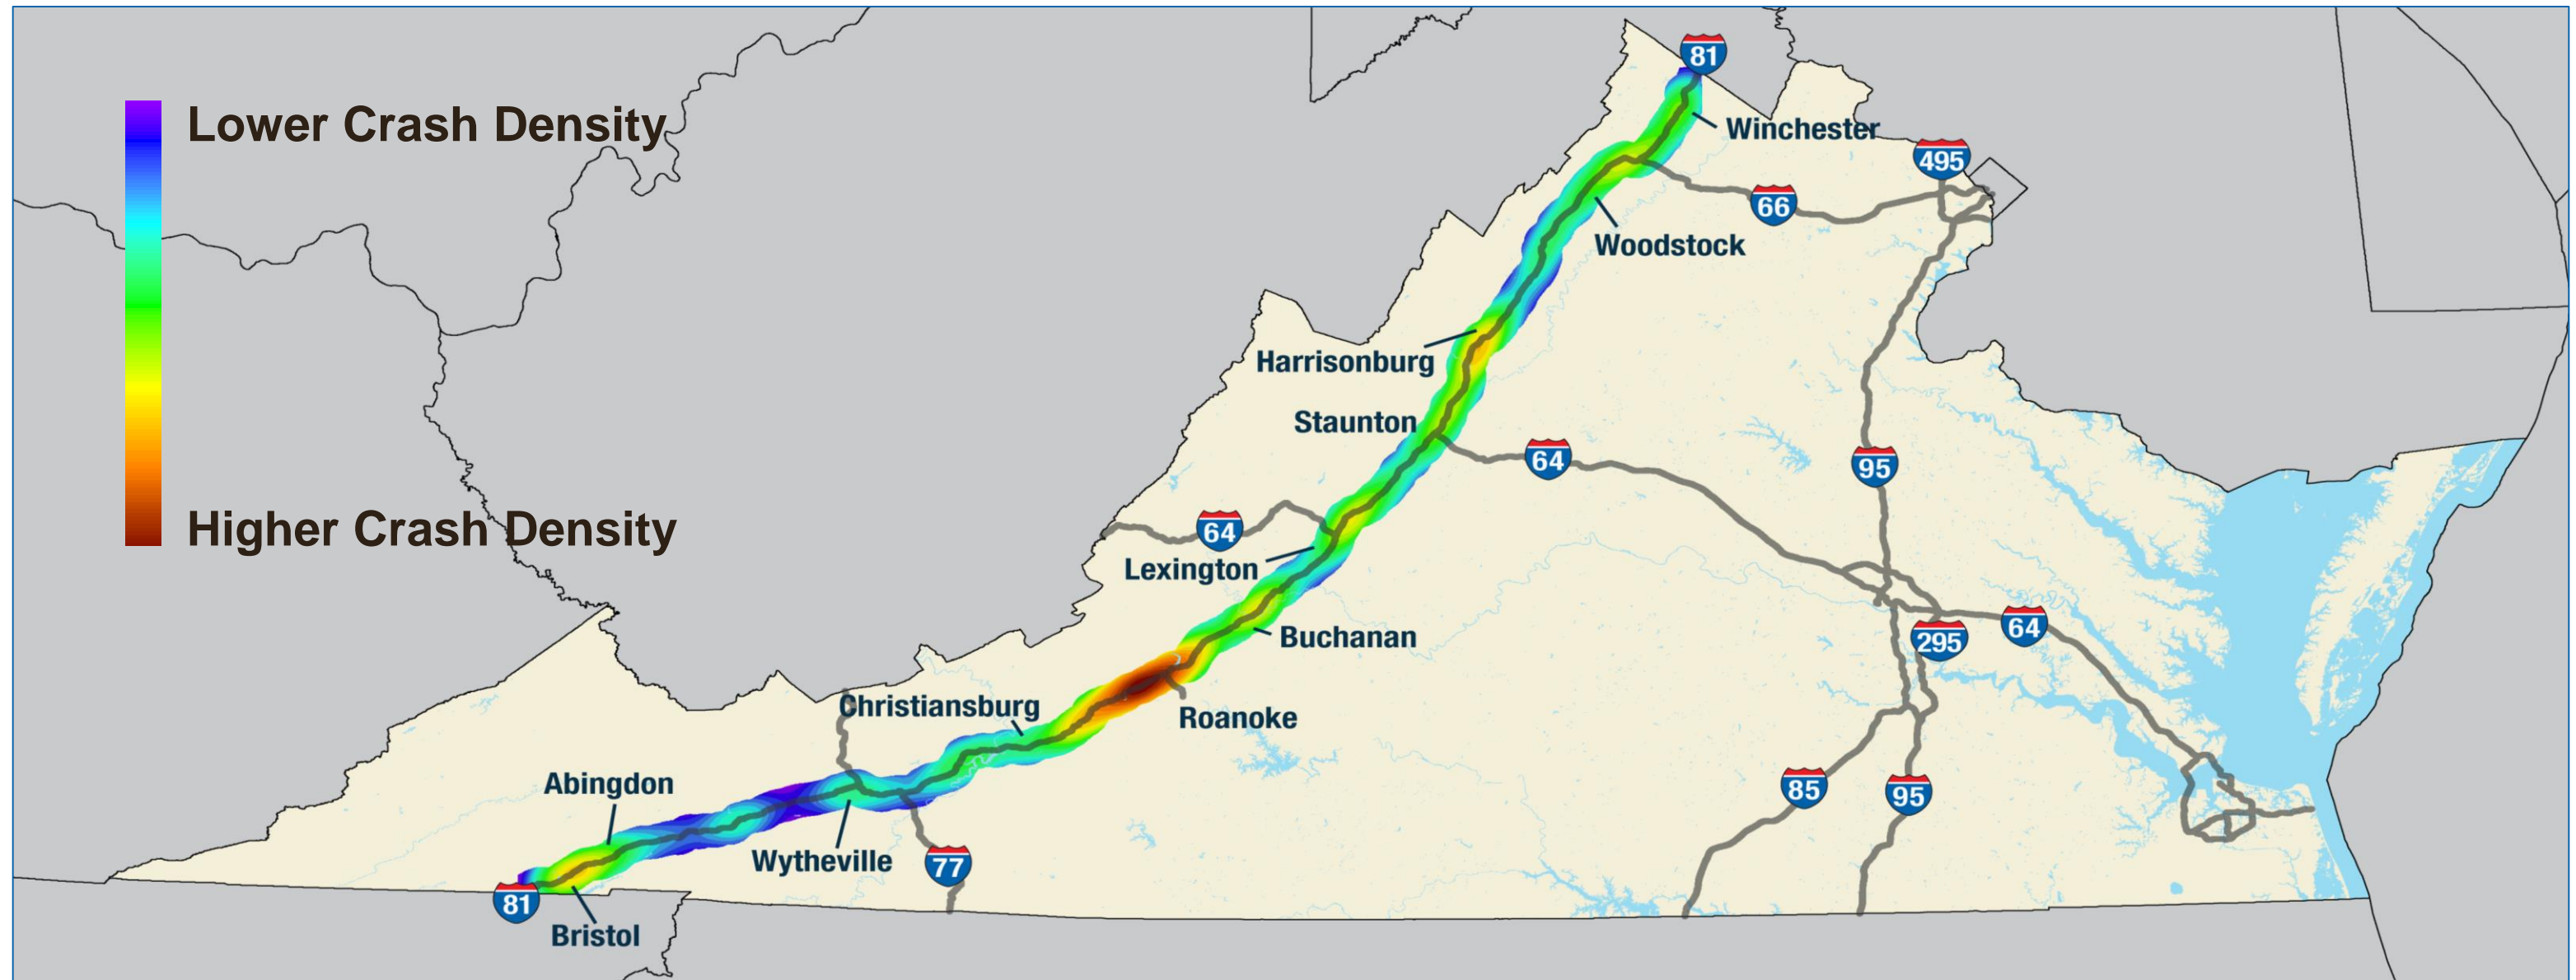 81
Lower Crash Density
Winchester
495
66
Woodstock
Harrisonburg
Staunton
64
95
64
Lexington
Higher Crash Density
Buchanan
295
64
Christiansburg
Roanoke
Abingdon
85
95
Wytheville
77
81
Bristol